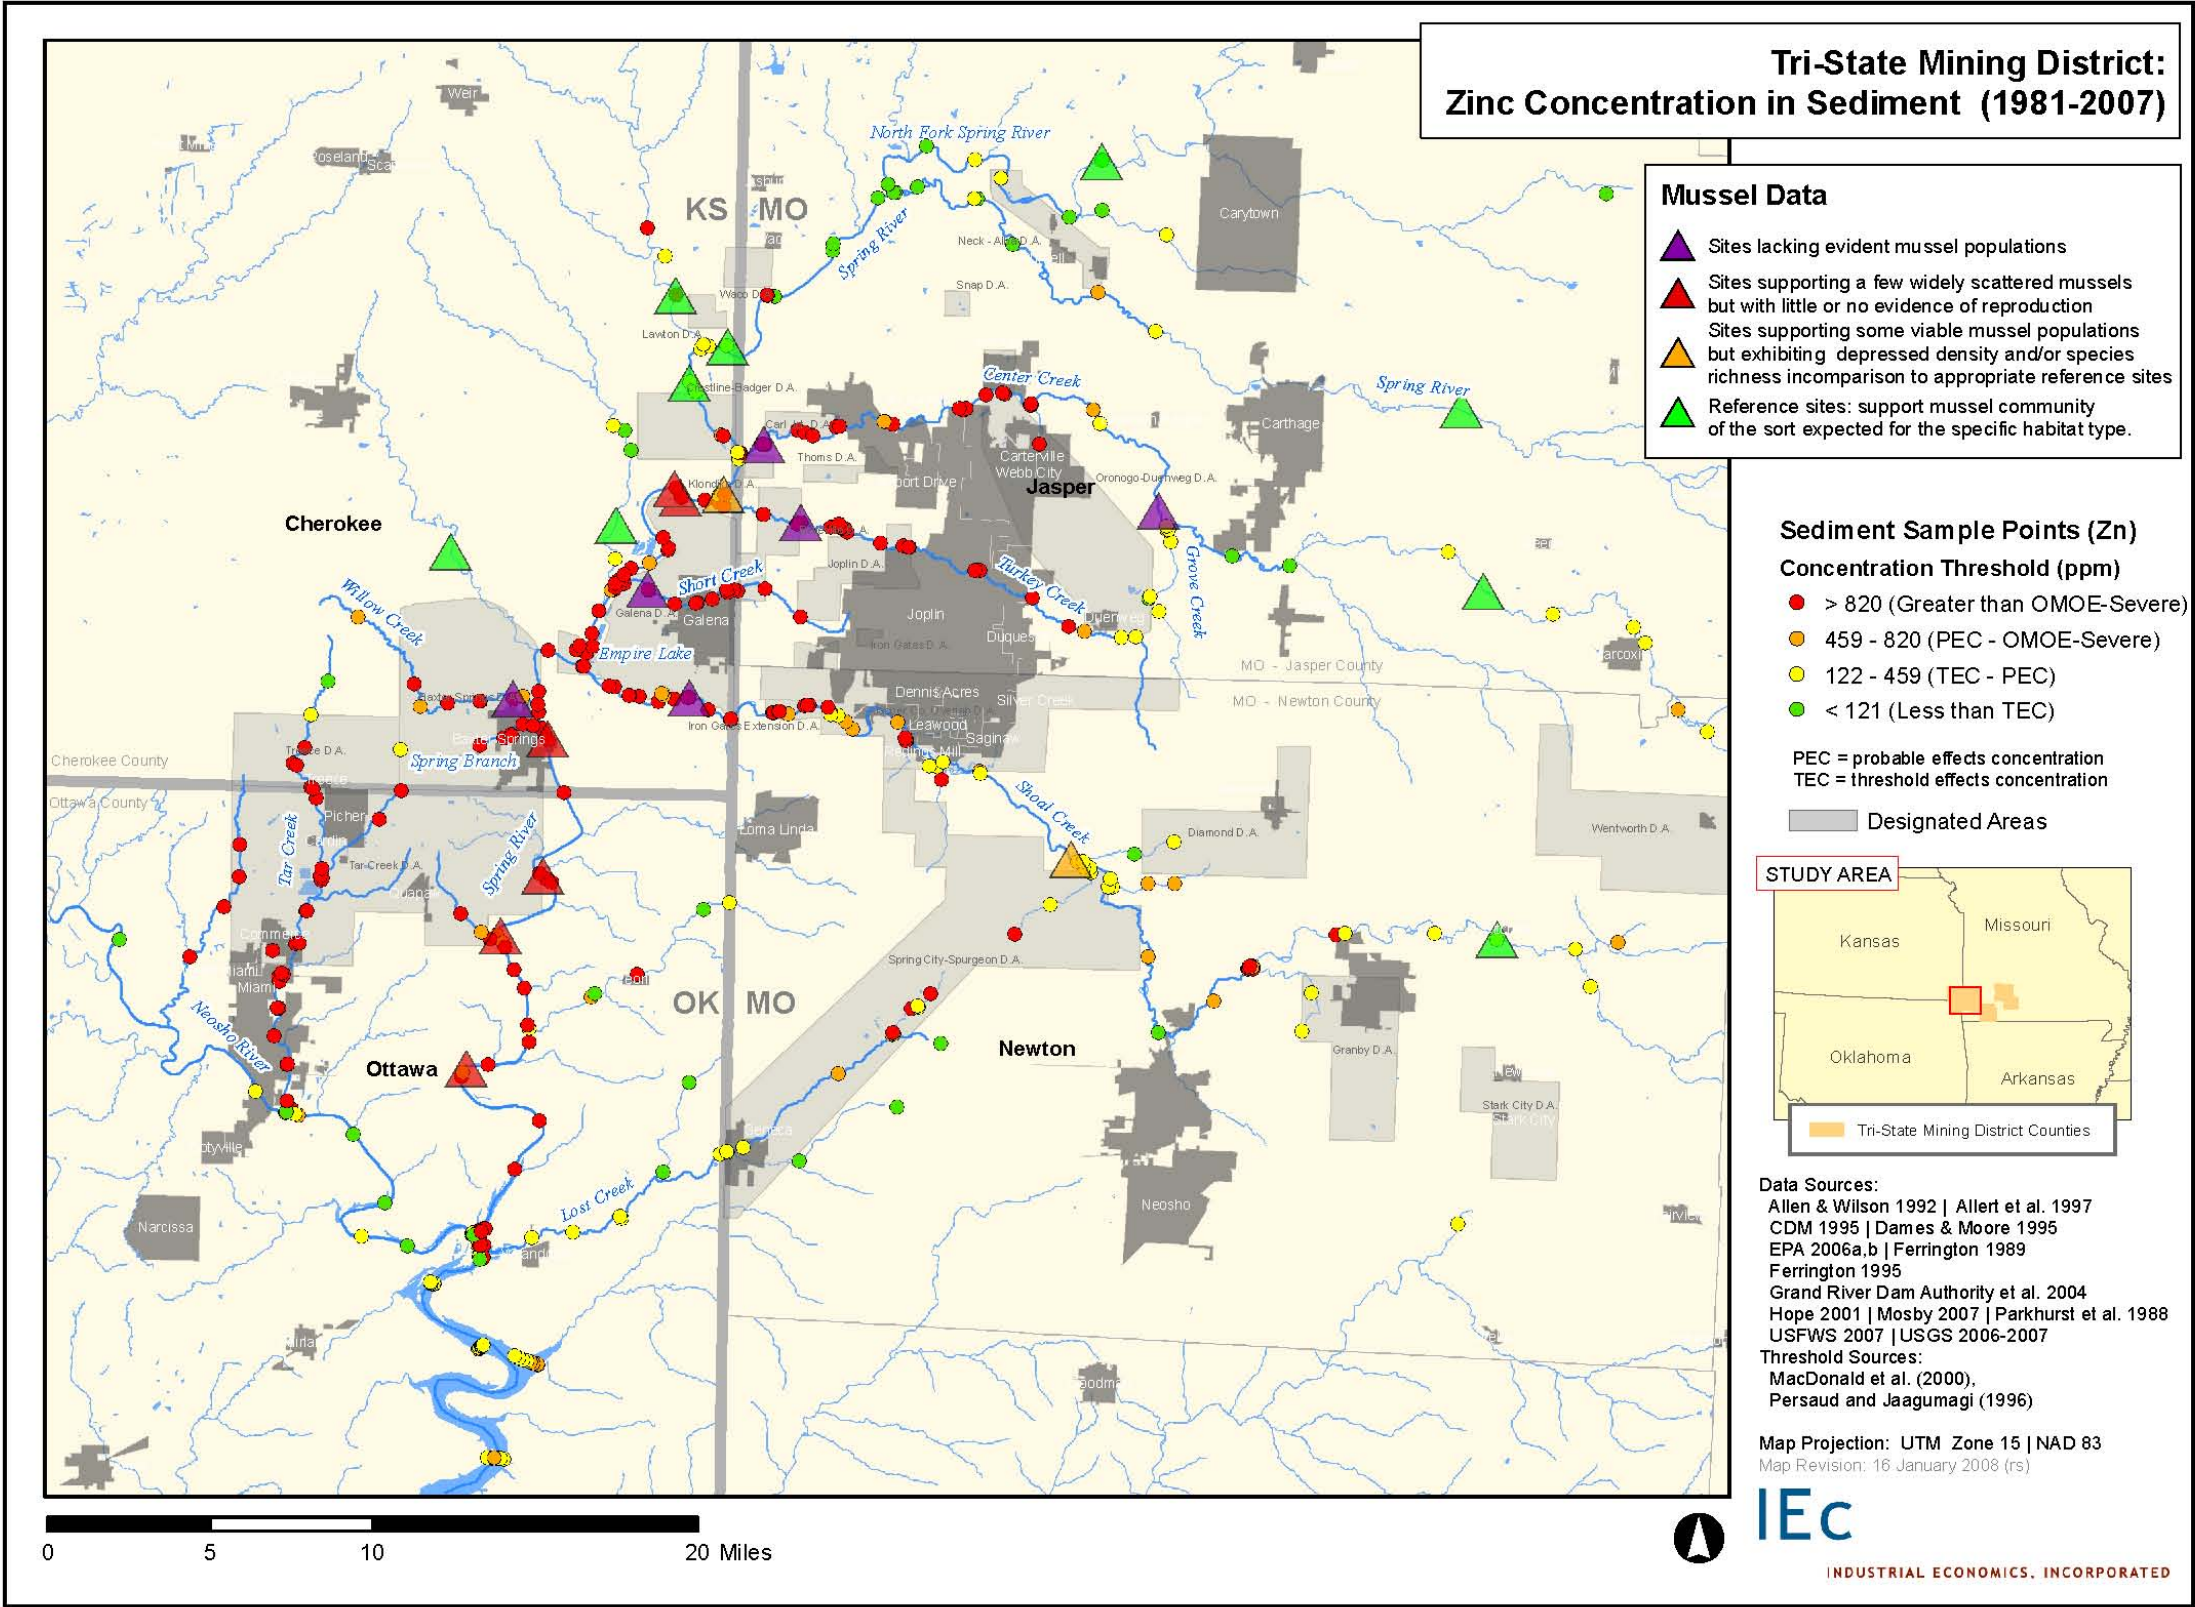 Tri-State Mining District:
Zinc Concentration in Sediment (1981-2007)
Mussel Data
Sites lacking evident mussel populations
Sites supporting a few widely scattered mussels
but with little or no evidence of reproduction
Sites supporting some viable mussel populations
but exhibiting depressed density and/or species
richness incomparison to appropriate reference sites
Reference sites: support mussel community
of the sort expected for the specific habitat type.
Sediment Sample Points (Zn)
Concentration Threshold (ppm)
> 820 (Greater than OMOE-Severe)
459 - 820 (PEC - OMOE-Severe)
122 - 459 (TEC - PEC)
< 121 (Less than TEC)
PEC = probable effects concentration
TEC = threshold effects concentration
Designated Areas
STUDY AREA
Missouri
Kansas
Oklahoma
Arkansas
Tri-State Mining District Counties
Data Sources:
Allen & Wilson 1992 | Allert et al. 1997
CDM 1995 | Dames & Moore 1995
EPA 2006a,b | Ferrington 1989
Ferrington 1995
Grand River Dam Authority et al. 2004
Hope 2001 | Mosby 2007 | Parkhurst et al. 1988
USFWS 2007 | USGS 2006-2007
Threshold Sources:
MacDonald et al. (2000),
Persaud and Jaagumagi (1996)
Map Projection: UTM Zone 15 | NAD 83
Map Revision: 16 January 2008 (rs)
IEc
INDUSTRIAL ECONOMICS, INCORPORATED
Weir
North Fork Spring River
KS
MO
Carytown
Spring River
Snap D.A.
Lawton D.A.
Center Creek
Spring River
Carthage
Thoms D.A.
Carterville
Webb City
Jasper
Oronogo-Duenweg D.A.
Cherokee
Joplin D.A.
Turkey Creek
Grove Creek
Short Creek
Willow Creek
Galena D.A.
Galena
Joplin
Iron Gates D.A.
Empire Lake
MO - Jasper County
MO - Newton County
Dennis Acres
Silver Creek
Leawood
Saginaw
Iron Gates Extension D.A.
Spring Branch
Cherokee County
Ottawa County
Shoal Creek
Picher
Tar Creek
Tar Creek D.A.
Spring River
Loma Linda
Diamond D.A.
Wentworth D.A.
Spring City-Spurgeon D.A.
Miami
OK
MO
Newton
Neosho River
Ottawa
Granby D.A.
Stark City D.A.
Stark City
Lost Creek
Narcissa
Neosho
0
5
10
20 Miles